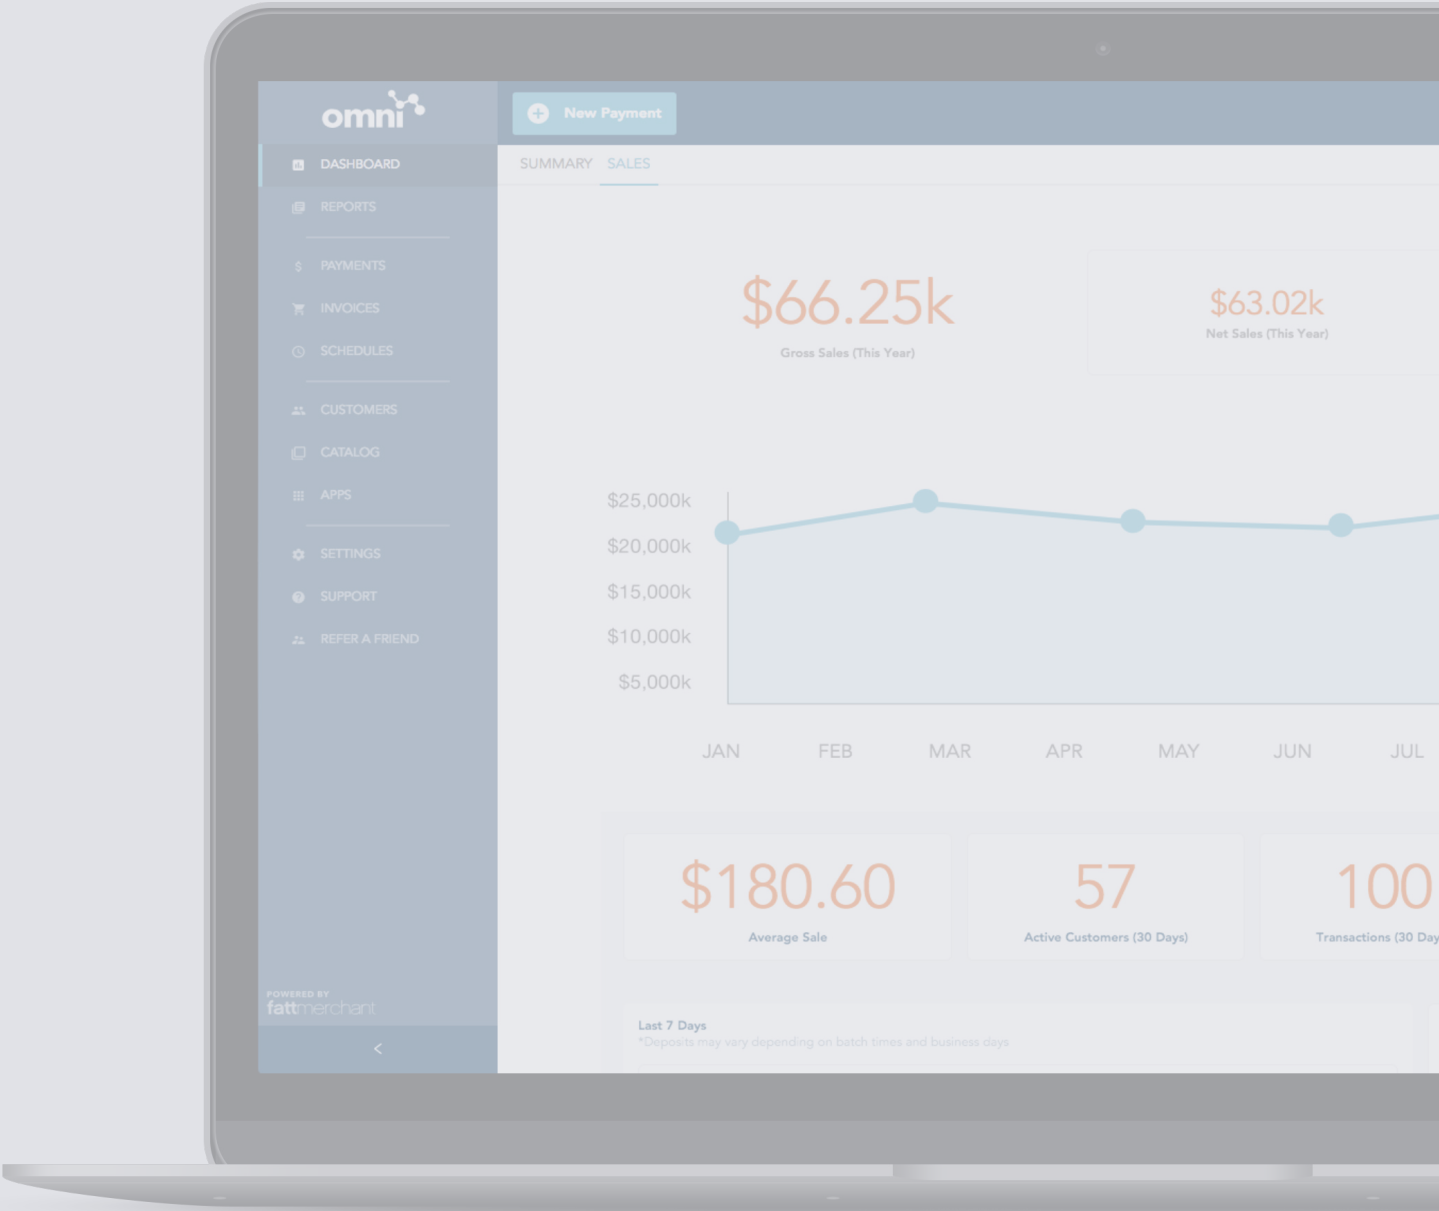 omni
New Payment
DASHBOARD
SUMMARY SALES
REPORTS
PAYMENTS
INVOICES
SCHEDULES
CUSTOMERS
CATALOG
APPS
SETTINGS
SUPPORT
REFER A FRIEND
POWERED BY
fattmerchant
<
$66.25k
Gross Sales (This Year)
$63.02k
Net Sales (This Year)
$25,000k
$20,000k
$15,000k
$10,000k
$5,000k
JAN FEB MAR APR MAY JUN JUL
$180.60
Average Sale
57
Active Customers (30 Days)
100
Transactions (30 Day
Last 7 Days
*Deposits may vary depending on batch times and business days